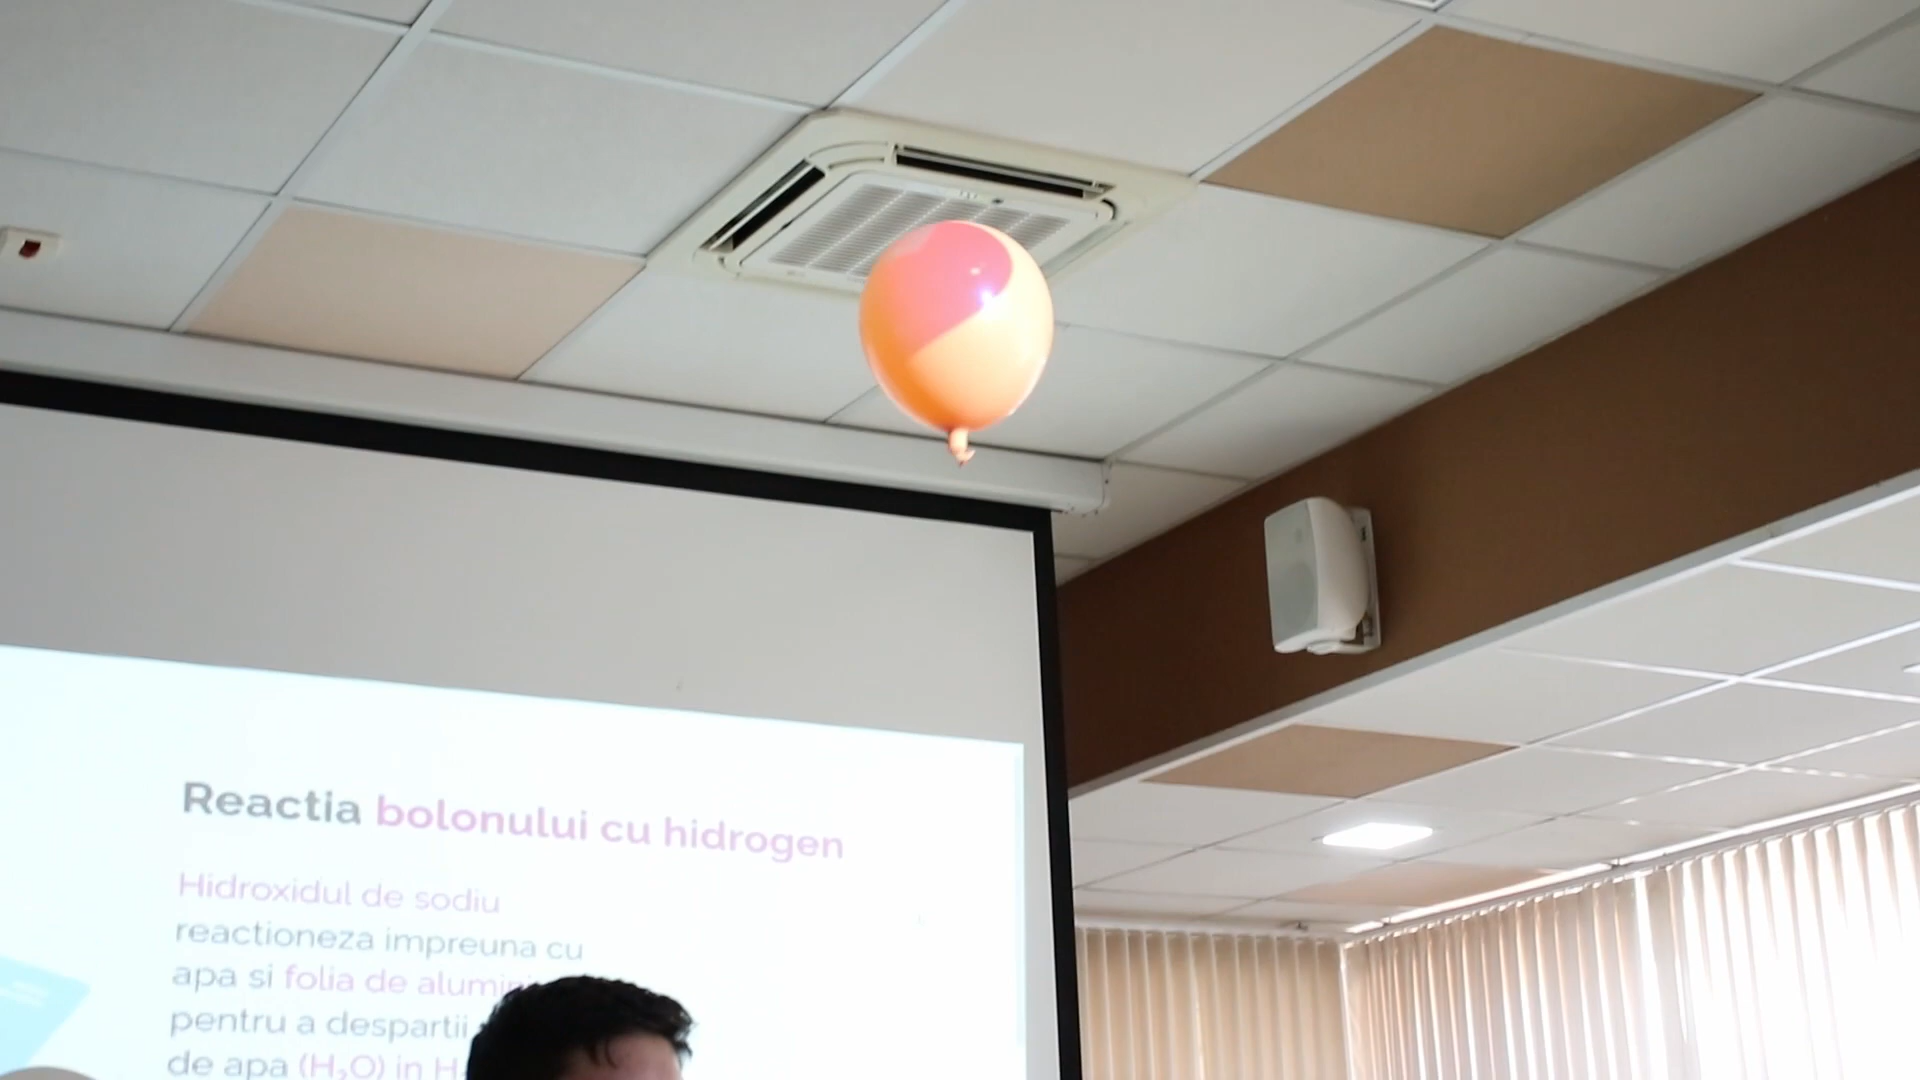 Reactia bolonului cu hidrogen
Hidroxidul de sodiu
reactioneza impreuna cu
apa si folia de
pentru a despartii
de apa (H₂O) in